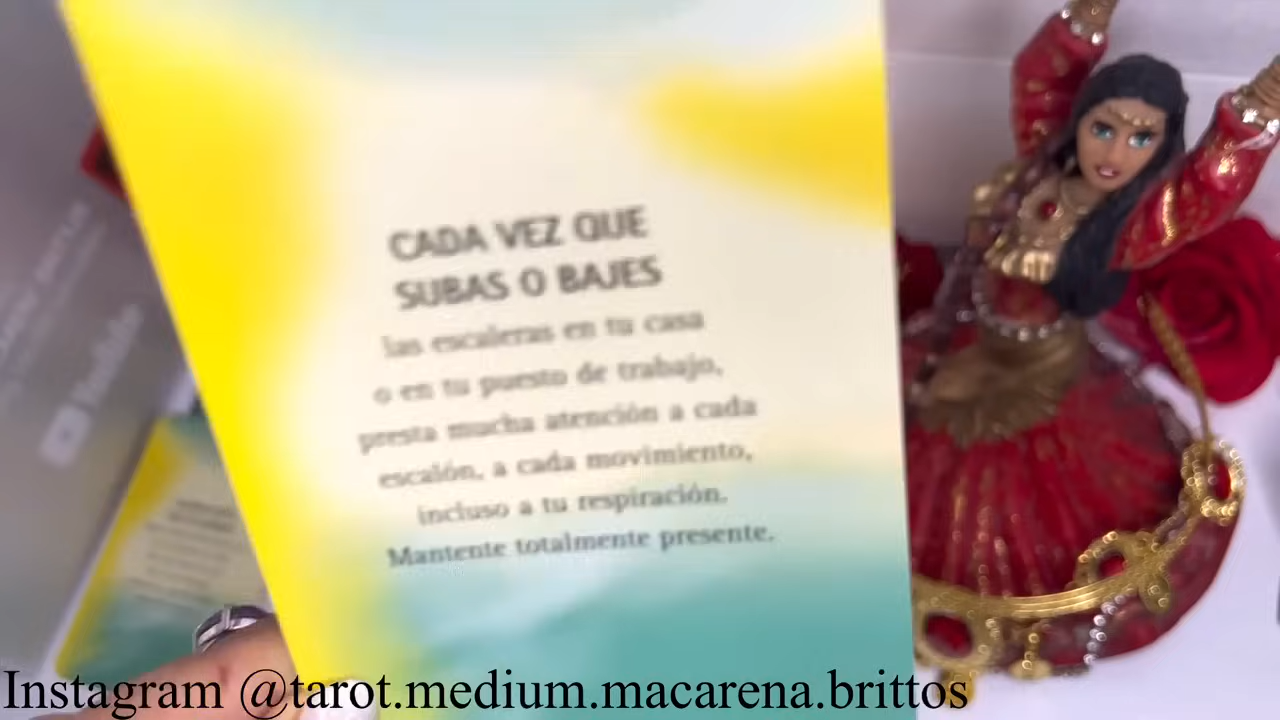 CADA VEZ QUE
SUBAS O BAJES
las escaleras en tu casa
o en tu puesto de trabajo,
presta mucha atención a cada
escalón, a cada movimiento,
incluso a tu respiración.
Mantente totalmente presente.
Instagram @tarot.medium.macarena.brittos